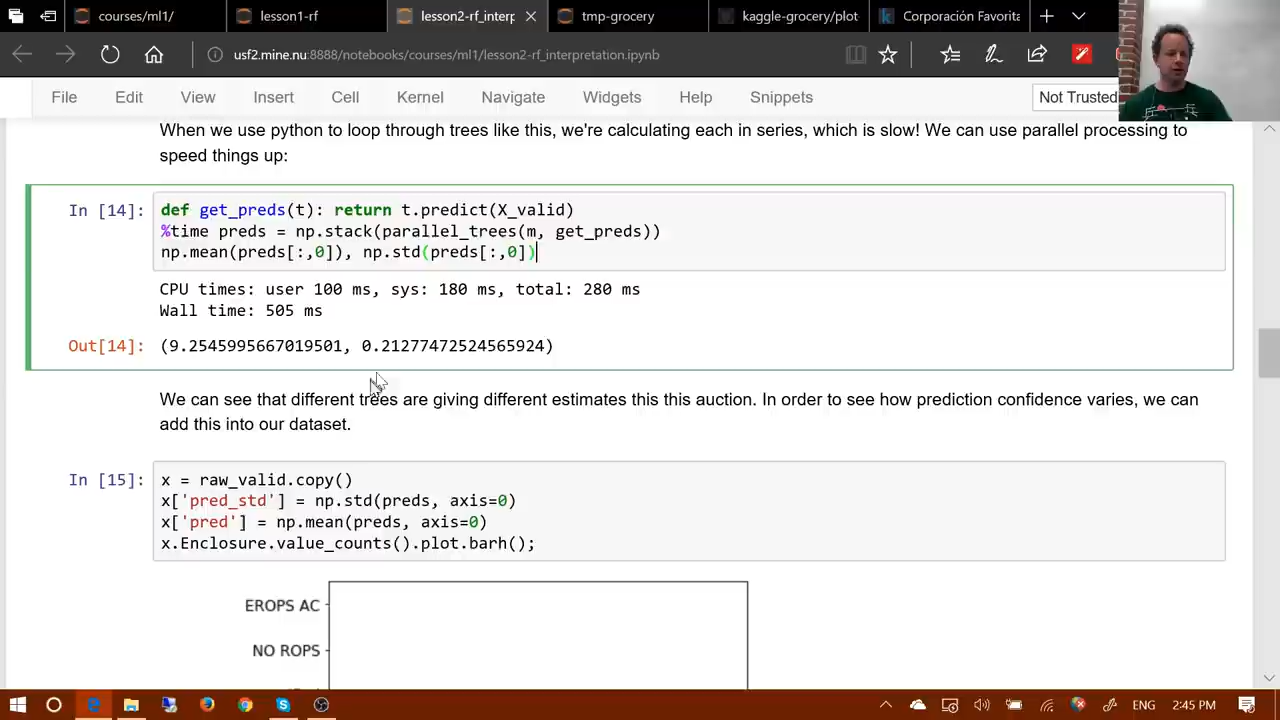 courses/ml1/
lesson1-rf
lesson2-rf_interp
tmp-grocery
kaggle-grocery/plot
Corporación Favorita
usf2.mine.nu:8888/notebooks/courses/ml1/lesson2-rf_interpretation.ipynb
File Edit View Insert Cell Kernel Navigate Widgets Help Snippets Not Trusted
When we use python to loop through trees like this, we're calculating each in series, which is slow! We can use parallel processing to
speed things up:
In [14]:
def get_preds(t): return t.predict(X_valid)
%time preds = np.stack(parallel_trees(m, get_preds))
np.mean(preds[:,0]), np.std(preds[:,0])
CPU times: user 100 ms, sys: 180 ms, total: 280 ms
Wall time: 505 ms
Out[14]: (9.2545995667019501, 0.21277472524565924)
We can see that different trees are giving different estimates this this auction. In order to see how prediction confidence varies, we can
add this into our dataset.
In [15]:
x = raw_valid.copy()
x['pred_std'] = np.std(preds, axis=0)
x['pred'] = np.mean(preds, axis=0)
x.Enclosure.value_counts().plot.barh();
EROPS AC
NO ROPS
ENG 2:45 PM